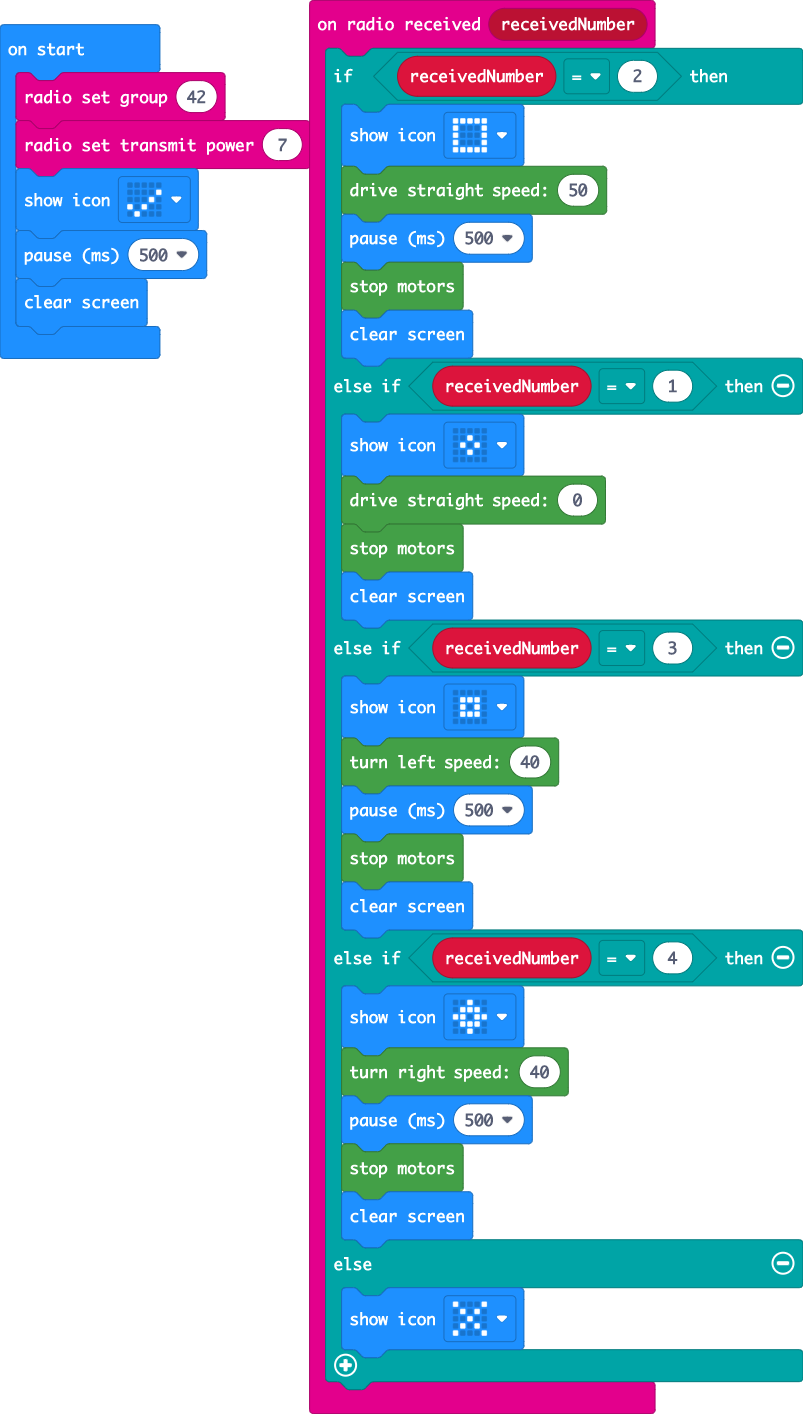 on start
radio set group 42
radio set transmit power 7
show icon
pause (ms) 500
clear screen
on radio received receivedNumber
if receivedNumber = 2 then
show icon
drive straight speed: 50
pause (ms) 500
stop motors
clear screen
else if receivedNumber = 1 then
show icon
drive straight speed: 0
stop motors
clear screen
else if receivedNumber = 3 then
show icon
turn left speed: 40
pause (ms) 500
stop motors
clear screen
else if receivedNumber = 4 then
show icon
turn right speed: 40
pause (ms) 500
stop motors
clear screen
else
show icon